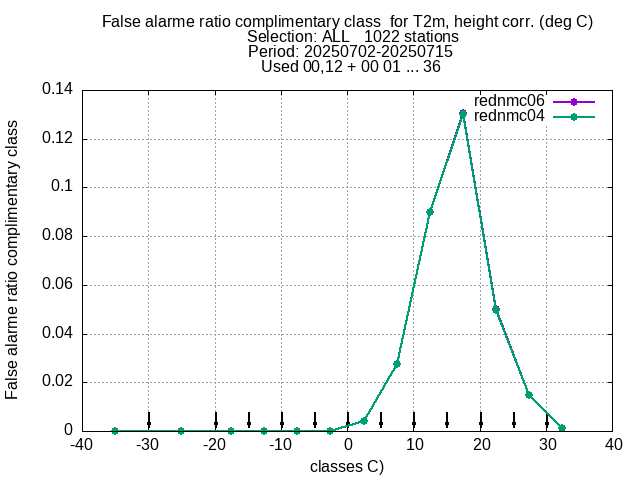 False alarme ratio complimentary class  for T2m, height corr. (deg C)
Selection: ALL   1022 stations
Period: 20250702-20250715
Used 00,12 + 00 01 ... 36
rednmc06
rednmc04
False alarme ratio complimentary class
0.14
0.12
0.1
0.08
0.06
0.04
0.02
0
-40 -30 -20 -10 0 10 20 30 40
classes C)